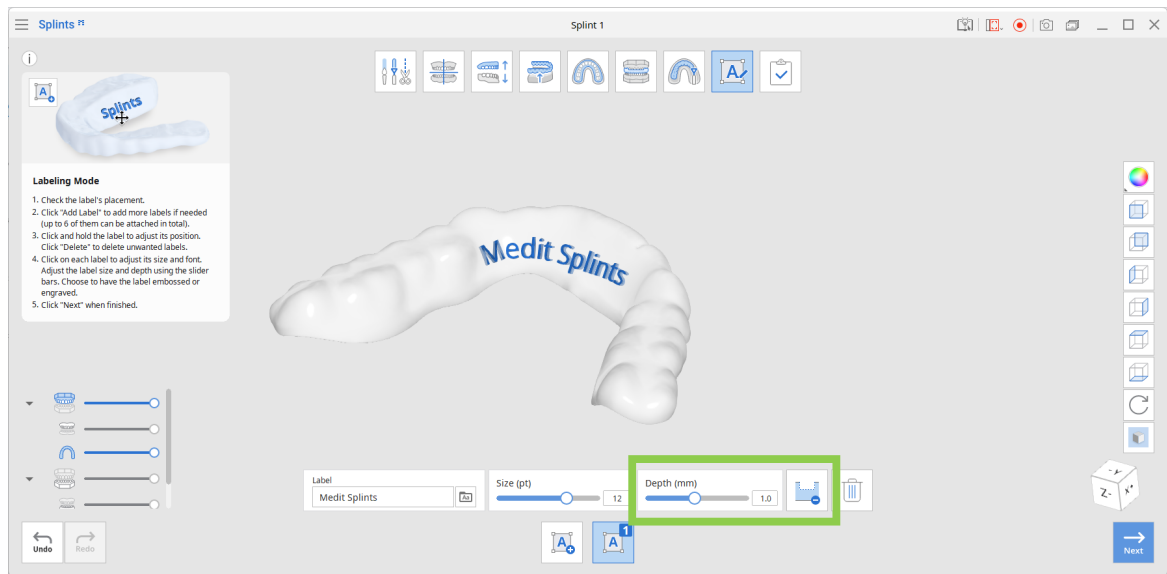 Splints
Splint 1
Splints
Labeling Mode
1. Check the label's placement.
2. Click "Add Label" to add more labels if needed
(up to 6 of them can be attached in total).
3. Click and hold the label to adjust its position.
Click "Delete" to delete unwanted labels.
4. Click on each label to adjust its size and font.
Adjust the label size and depth using the slider
bars. Choose to have the label embossed or
engraved.
5. Click "Next" when finished.
Medit Splints
Label
Medit Splints
Aa
Size (pt)
12
Depth (mm)
1.0
-Y
Z-
X+
Undo
Redo
A
A
1
Next